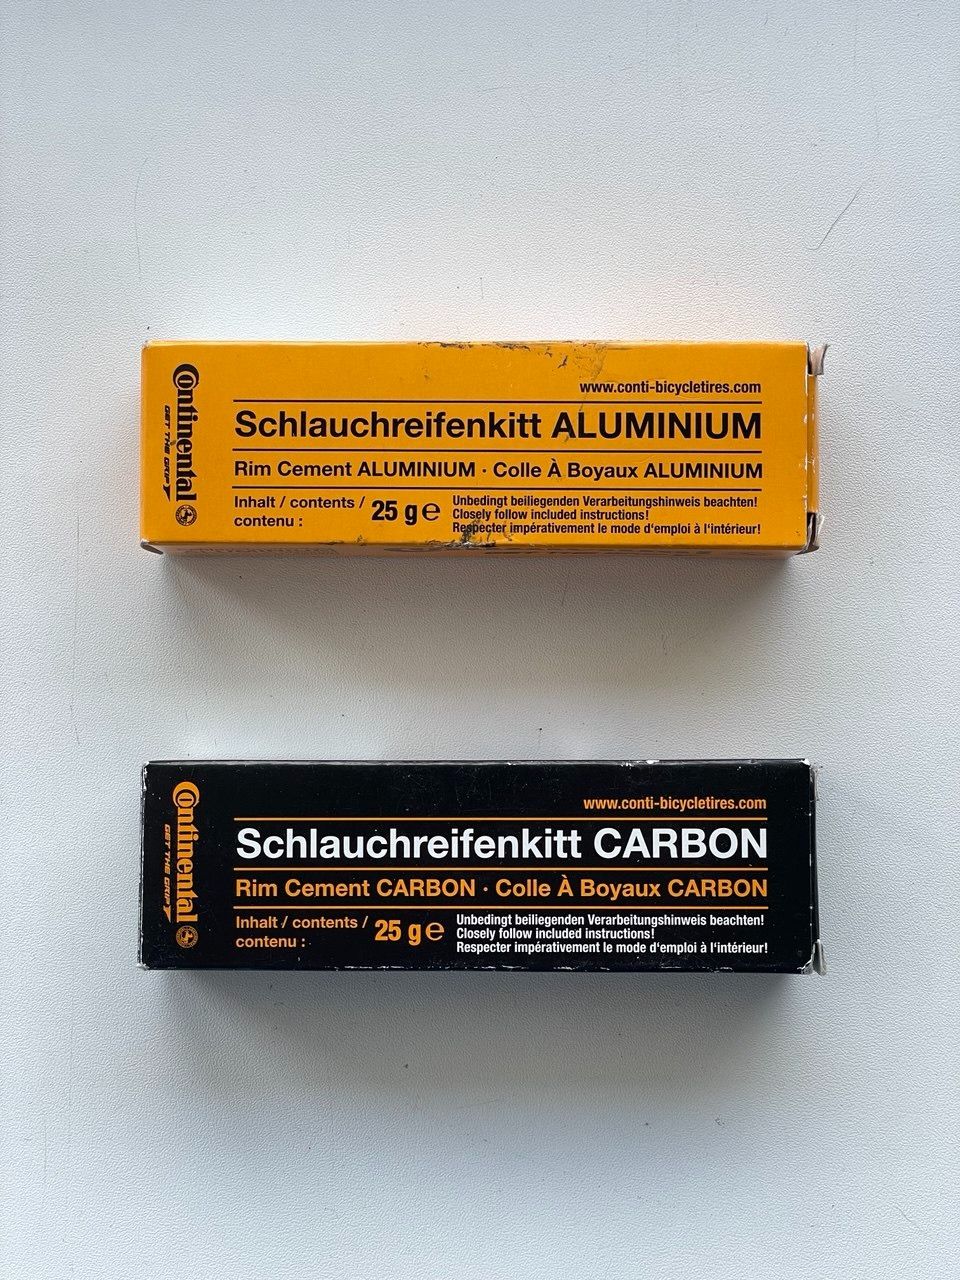 Continental
GET THE GRIP
www.conti-bicycletires.com
Schlauchreifenkitt ALUMINIUM
Rim Cement ALUMINIUM · Colle À Boyaux ALUMINIUM
Inhalt / contents /
contenu :
25 g e
Unbedingt beiliegenden Verarbeitungshinweis beachten!
Closely follow included instructions!
Respecter impérativement le mode d'emploi à l'intérieur!
Continental
GET THE GRIP
www.conti-bicycletires.com
Schlauchreifenkitt CARBON
Rim Cement CARBON · Colle À Boyaux CARBON
Inhalt / contents /
contenu :
25 g e
Unbedingt beiliegenden Verarbeitungshinweis beachten!
Closely follow included instructions!
Respecter impérativement le mode d'emploi à l'intérieur!